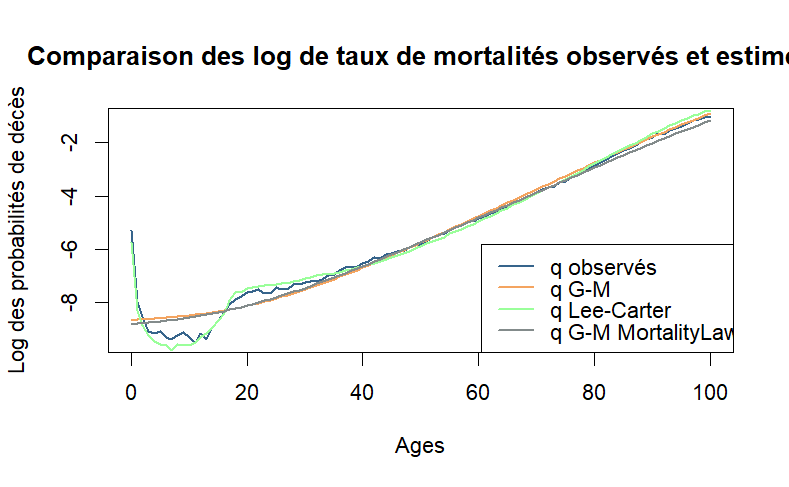 Comparaison des log de taux de mortalités observés et estimé
Log des probabilités de décès
-2
-4
-6
-8
q observés
q G-M
q Lee-Carter
q G-M MortalityLaw
0 20 40 60 80 100
Ages